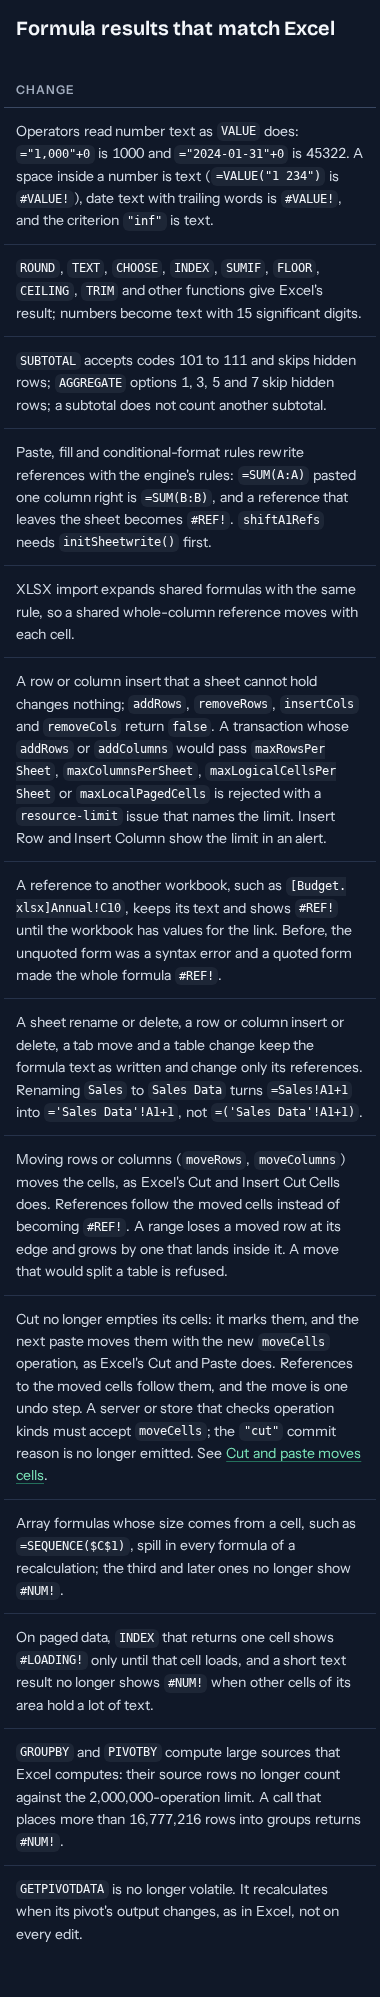 Formula results that match Excel
CHANGE
Operators read number text as VALUE does:
="1,000"+0 is 1000 and ="2024-01-31"+0 is 45322. A
space inside a number is text (=VALUE("1 234") is
#VALUE!), date text with trailing words is #VALUE!,
and the criterion "inf" is text.
ROUND, TEXT, CHOOSE, INDEX, SUMIF, FLOOR,
CEILING, TRIM and other functions give Excel's
result; numbers become text with 15 significant digits.
SUBTOTAL accepts codes 101 to 111 and skips hidden
rows; AGGREGATE options 1, 3, 5 and 7 skip hidden
rows; a subtotal does not count another subtotal.
Paste, fill and conditional-format rules rewrite
references with the engine's rules: =SUM(A:A) pasted
one column right is =SUM(B:B), and a reference that
leaves the sheet becomes #REF!. shiftA1Refs
needs initSheetwrite() first.
XLSX import expands shared formulas with the same
rule, so a shared whole-column reference moves with
each cell.
A row or column insert that a sheet cannot hold
changes nothing; addRows, removeRows, insertCols
and removeCols return false. A transaction whose
addRows or addColumns would pass maxRowsPer
Sheet, maxColumnsPerSheet, maxLogicalCellsPer
Sheet or maxLocalPagedCells is rejected with a
resource-limit issue that names the limit. Insert
Row and Insert Column show the limit in an alert.
A reference to another workbook, such as [Budget.
xlsx]Annual!C10, keeps its text and shows #REF!
until the workbook has values for the link. Before, the
unquoted form was a syntax error and a quoted form
made the whole formula #REF!.
A sheet rename or delete, a row or column insert or
delete, a tab move and a table change keep the
formula text as written and change only its references.
Renaming Sales to Sales Data turns =Sales!A1+1
into ='Sales Data'!A1+1, not =('Sales Data'!A1+1).
Moving rows or columns (moveRows, moveColumns)
moves the cells, as Excel's Cut and Insert Cut Cells
does. References follow the moved cells instead of
becoming #REF!. A range loses a moved row at its
edge and grows by one that lands inside it. A move
that would split a table is refused.
Cut no longer empties its cells: it marks them, and the
next paste moves them with the new moveCells
operation, as Excel's Cut and Paste does. References
to the moved cells follow them, and the move is one
undo step. A server or store that checks operation
kinds must accept moveCells; the "cut" commit
reason is no longer emitted. See Cut and paste moves
cells.
Array formulas whose size comes from a cell, such as
=SEQUENCE($C$1), spill in every formula of a
recalculation; the third and later ones no longer show
#NUM!.
On paged data, INDEX that returns one cell shows
#LOADING! only until that cell loads, and a short text
result no longer shows #NUM! when other cells of its
area hold a lot of text.
GROUPBY and PIVOTBY compute large sources that
Excel computes: their source rows no longer count
against the 2,000,000-operation limit. A call that
places more than 16,777,216 rows into groups returns
#NUM!.
GETPIVOTDATA is no longer volatile. It recalculates
when its pivot's output changes, as in Excel, not on
every edit.